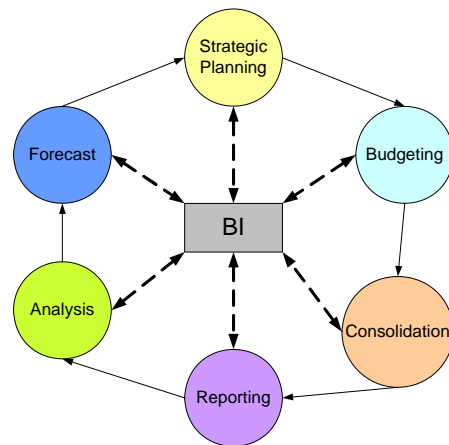 Strategic
Planning
Forecast
Budgeting
BI
Analysis
Consolidation
Reporting